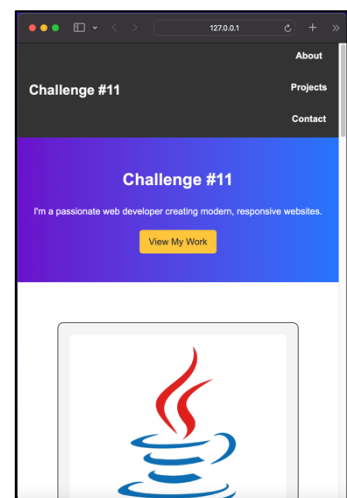 127.0.0.1
About
Challenge #11
Projects
Contact
Challenge #11
I'm a passionate web developer creating modern, responsive websites.
View My Work